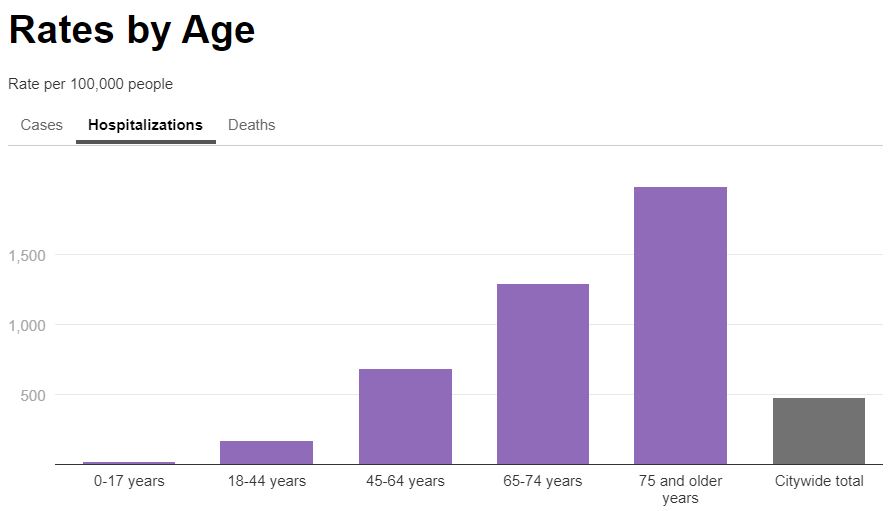 Rates by Age
Rate per 100,000 people
Cases Hospitalizations Deaths
1,500
1,000
500
0-17 years 18-44 years 45-64 years 65-74 years 75 and older Citywide total
years